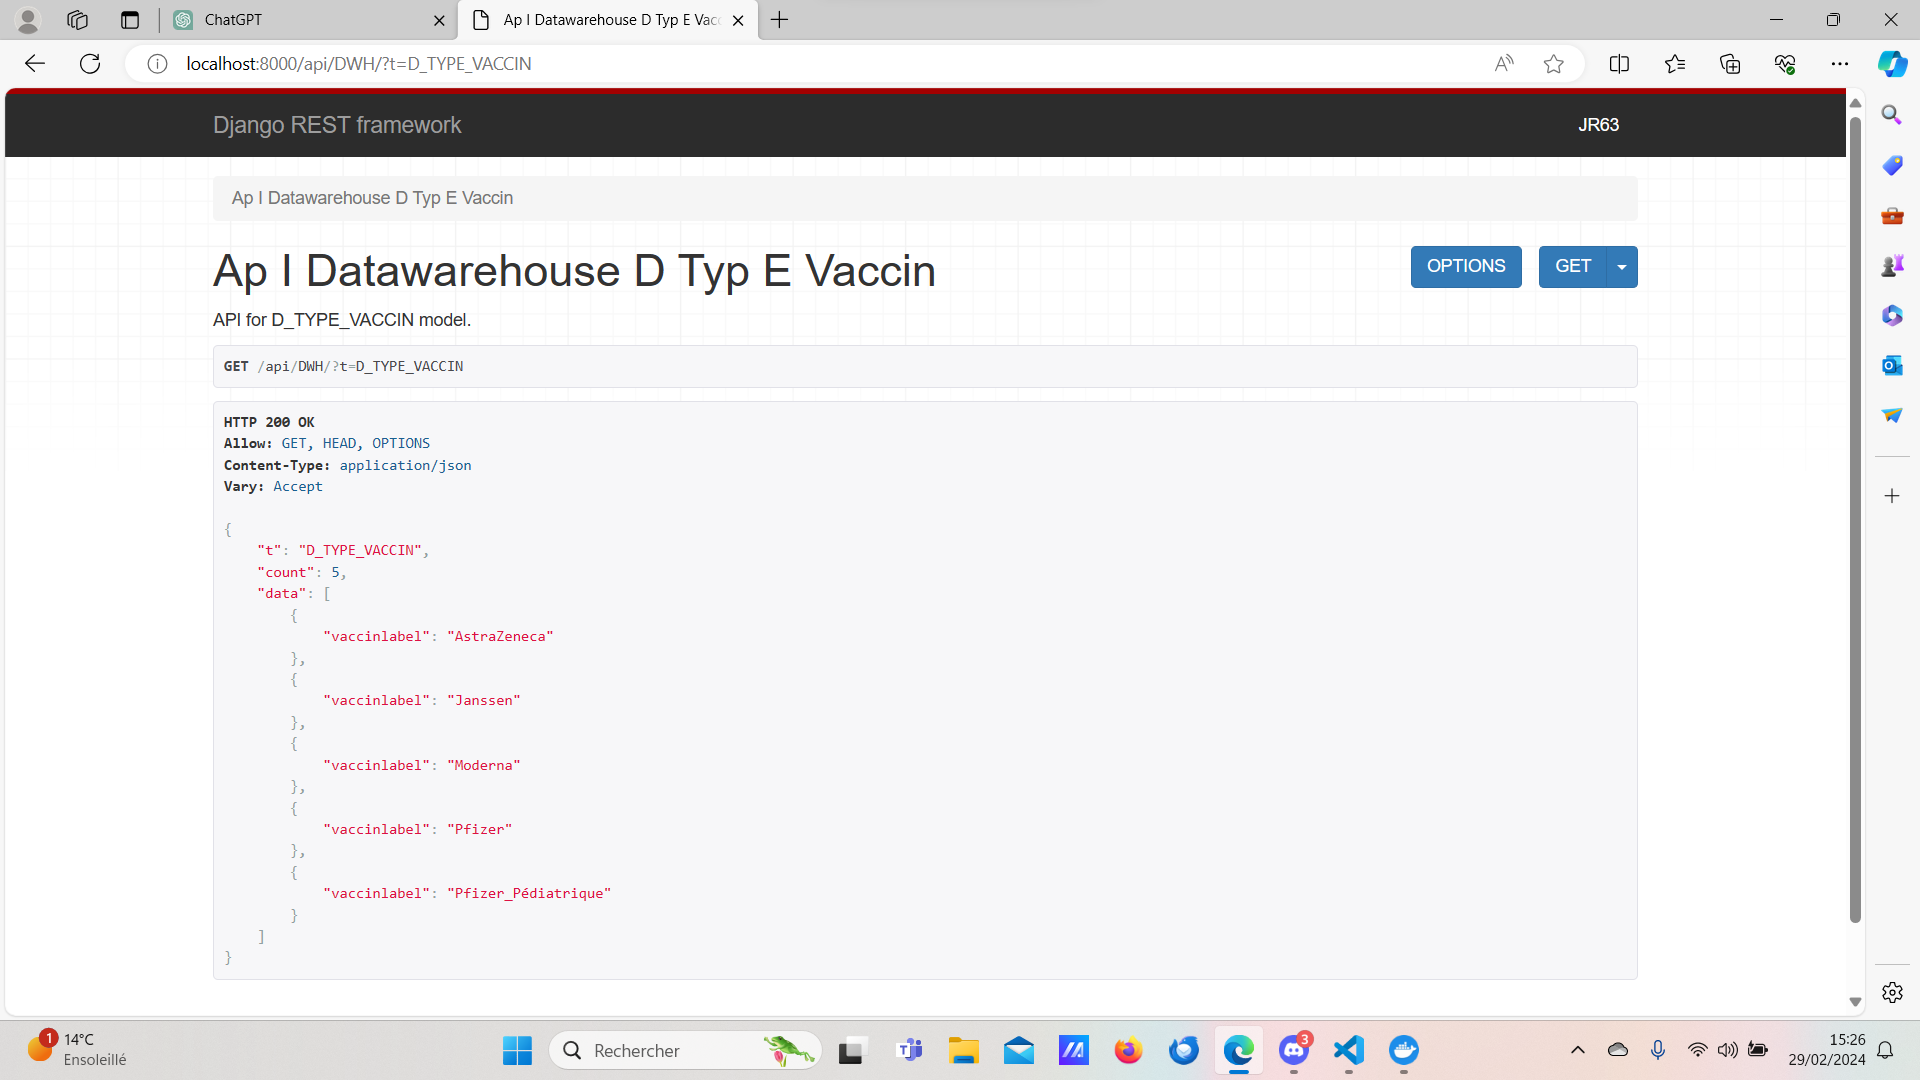 ChatGPT
Ap I Datawarehouse D Typ E Vacc
localhost:8000/api/DWH/?t=D_TYPE_VACCIN
Django REST framework
JR63
Ap I Datawarehouse D Typ E Vaccin
Ap I Datawarehouse D Typ E Vaccin
OPTIONS
GET
API for D_TYPE_VACCIN model.
GET /api/DWH/?t=D_TYPE_VACCIN
HTTP 200 OK
Allow: GET, HEAD, OPTIONS
Content-Type: application/json
Vary: Accept
{
"t": "D_TYPE_VACCIN",
"count": 5,
"data": [
{
"vaccinlabel": "AstraZeneca"
},
{
"vaccinlabel": "Janssen"
},
{
"vaccinlabel": "Moderna"
},
{
"vaccinlabel": "Pfizer"
},
{
"vaccinlabel": "Pfizer_Pédiatrique"
}
]
}
1
14°C
Ensoleillé
Rechercher
3
15:26
29/02/2024